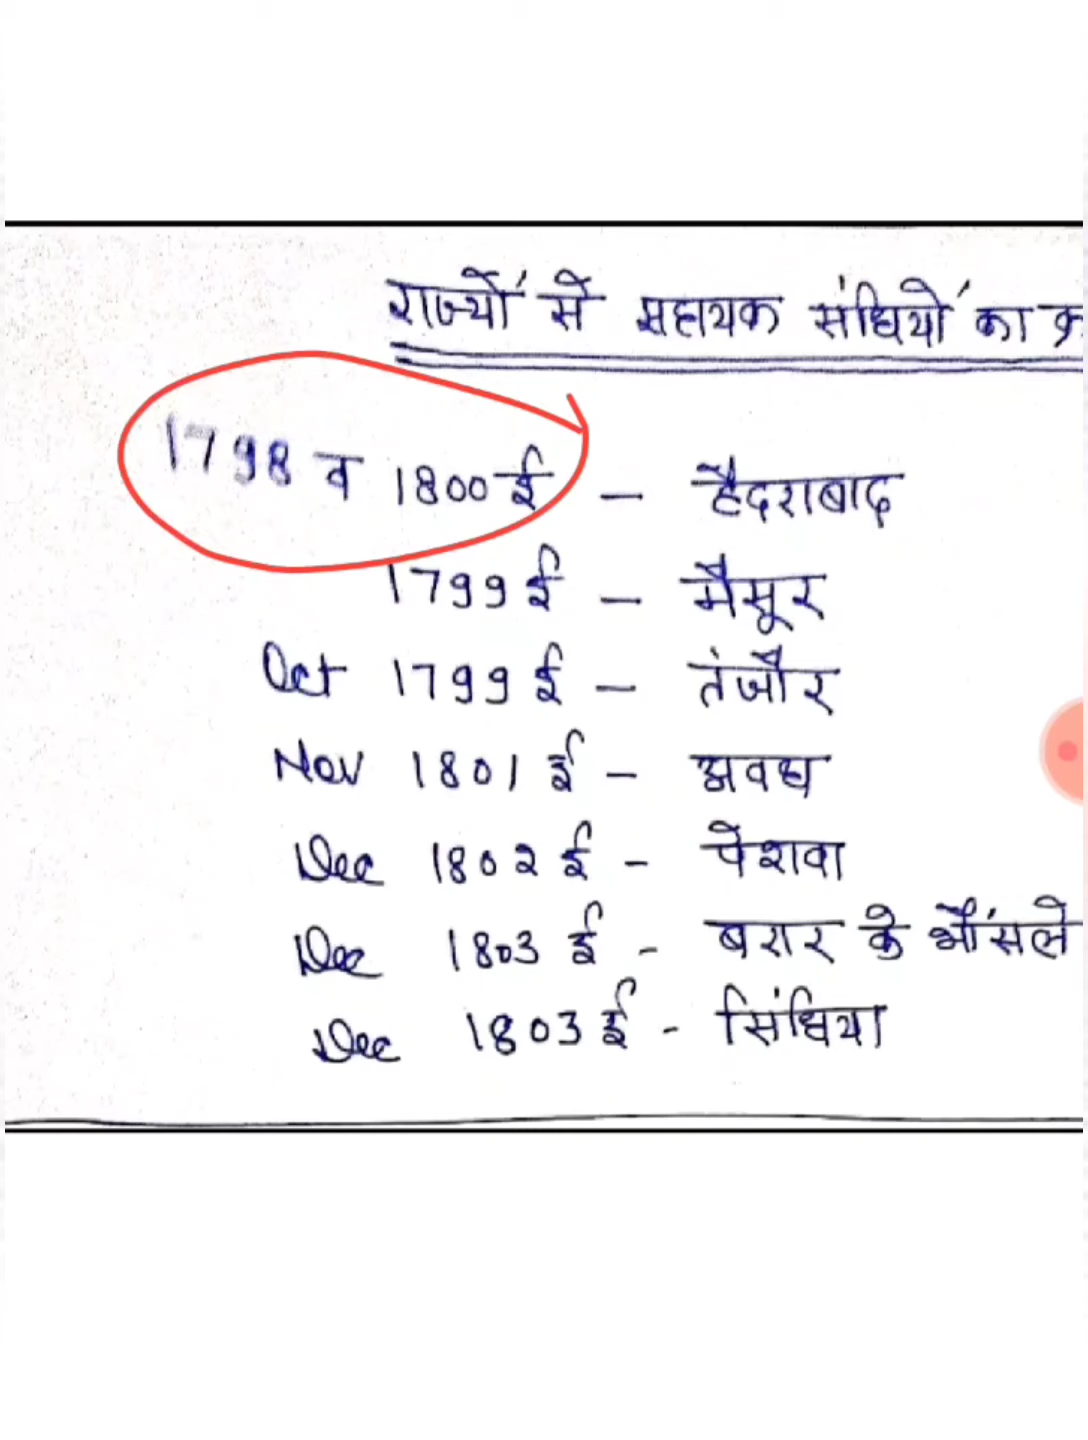 राज्यों से सहायक संधियों का
1798 व 1800 ई – हैदराबाद
1799 ई – मैसूर
Oct 1799 ई – तंजौर
Nov 1801 ई – अवध
Dec 1802 ई - पेशवा
Dec 1803 ई - बरार के भोंसले
Dec 1803 ई - सिंधिया